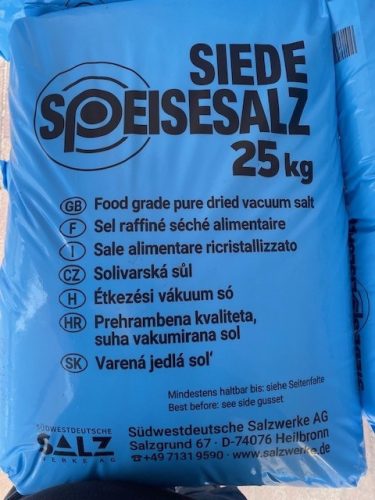 SIEDE
SPEISESALZ
25 kg
GB Food grade pure dried vacuum salt
F Sel raffiné séché alimentaire
I Sale alimentare ricristallizzato
CZ Solivarská sůl
H Étkezési vákuum só
HR Prehrambena kvaliteta,
suha vakumirana sol
SK Varená jedlá soľ
Mindestens haltbar bis: siehe Seitenfalte
Best before: see side gusset
SÜDWESTDEUTSCHE
SALZ
WERKE AG
Südwestdeutsche Salzwerke AG
Salzgrund 67 · D-74076 Heilbronn
☎+49 7131 9590 · www.salzwerke.de